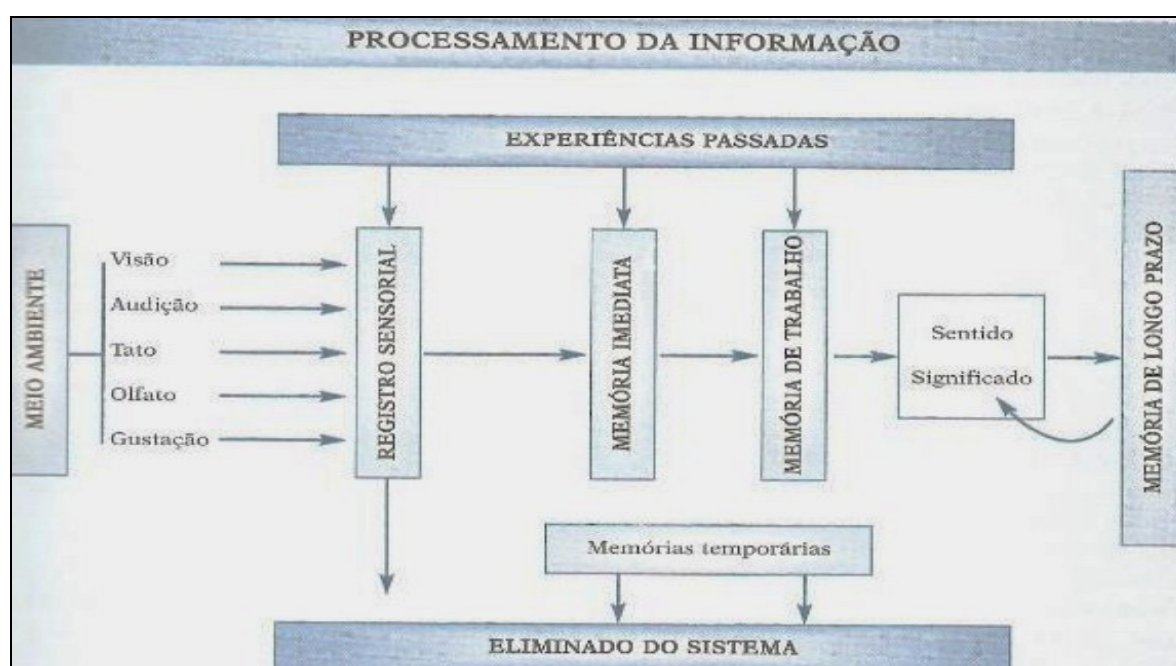 PROCESSAMENTO DA INFORMAÇÃO
EXPERIÊNCIAS PASSADAS
MEIO AMBIENTE
Visão
Audição
Tato
Olfato
Gustação
REGISTRO SENSORIAL
MEMÓRIA IMEDIATA
MEMÓRIA DE TRABALHO
Sentido
Significado
MEMÓRIA DE LONGO PRAZO
Memórias temporárias
ELIMINADO DO SISTEMA